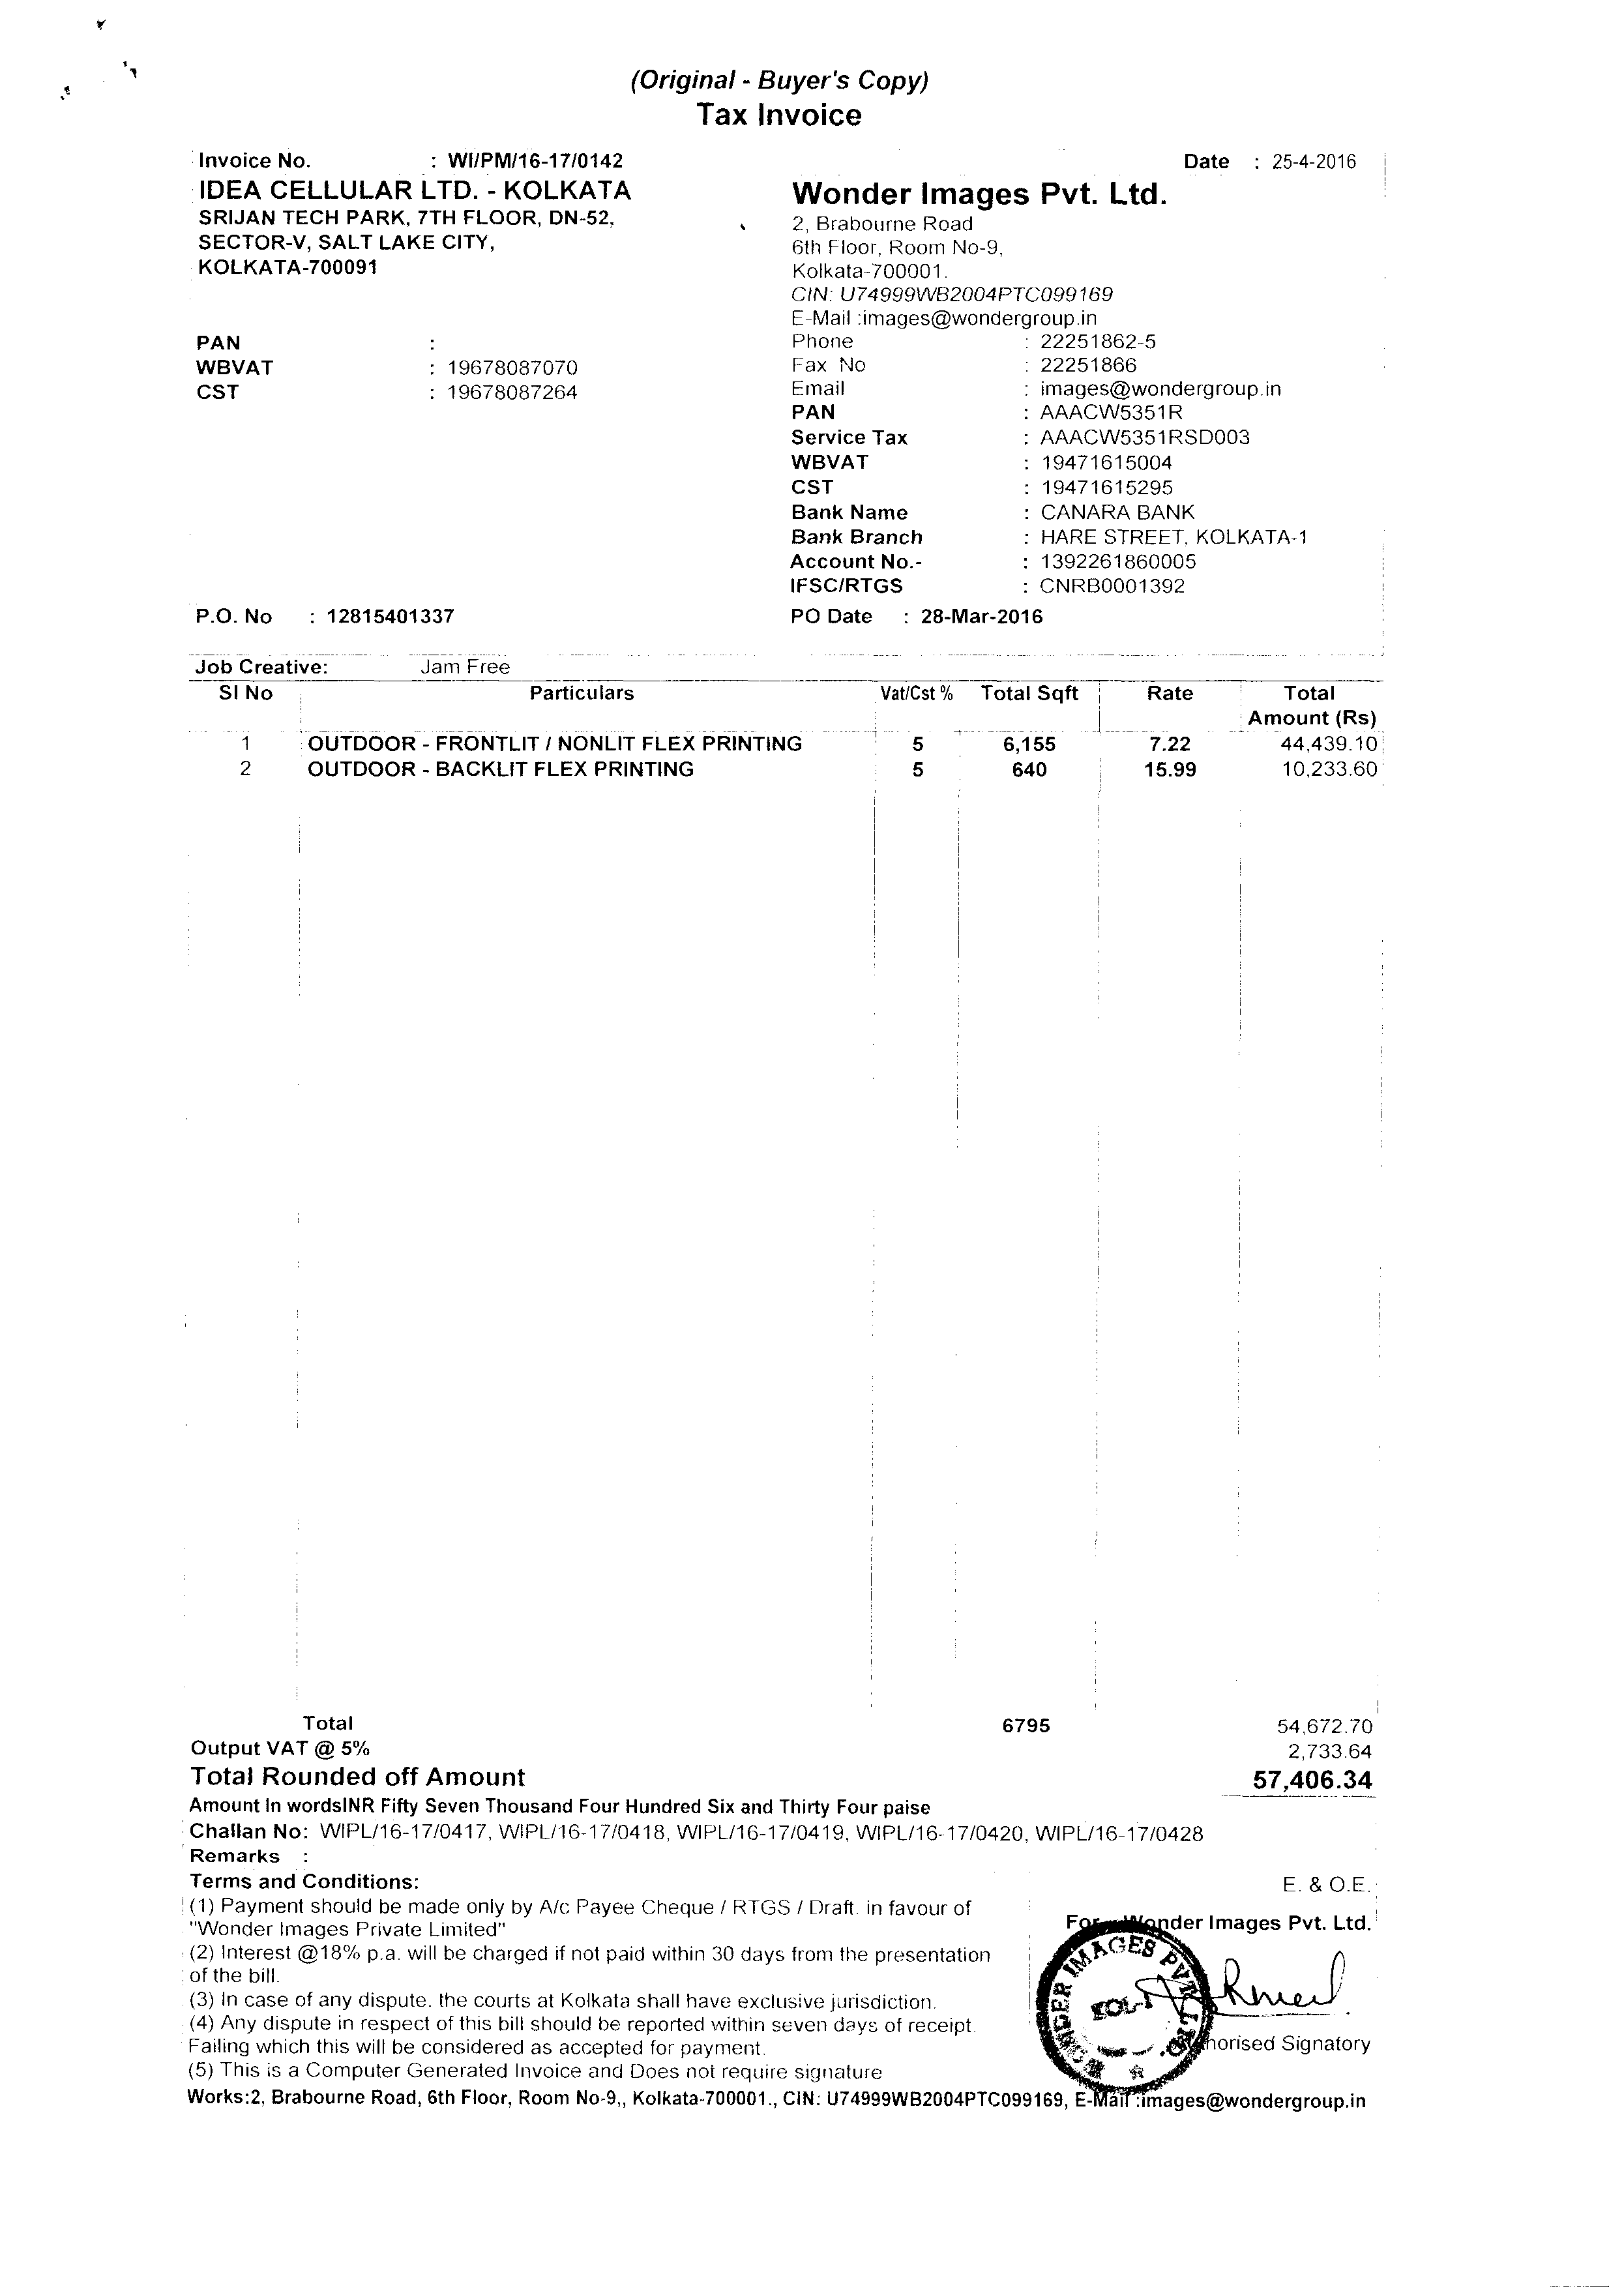 (Original - Buyer's Copy)
Tax Invoice
Invoice No. : WI/PM/16-17/0142
Date : 25-4-2016
IDEA CELLULAR LTD. - KOLKATA
SRIJAN TECH PARK, 7TH FLOOR, DN-52,
SECTOR-V, SALT LAKE CITY,
KOLKATA-700091
PAN :
WBVAT : 19678087070
CST : 19678087264
Wonder Images Pvt. Ltd.
2, Brabourne Road
6th Floor, Room No-9,
Kolkata-700001.
CIN: U74999WB2004PTC099169
E-Mail :images@wondergroup.in
Phone : 22251862-5
Fax No : 22251866
Email : images@wondergroup.in
PAN : AAACW5351R
Service Tax : AAACW5351RSD003
WBVAT : 19471615004
CST : 19471615295
Bank Name : CANARA BANK
Bank Branch : HARE STREET, KOLKATA-1
Account No.- : 1392261860005
IFSC/RTGS : CNRB0001392
P.O. No : 12815401337
PO Date : 28-Mar-2016
Job Creative: Jam Free
Sl No Particulars Vat/Cst % Total Sqft Rate Total
Amount (Rs)
1 OUTDOOR - FRONTLIT / NONLIT FLEX PRINTING 5 6,155 7.22 44,439.10
2 OUTDOOR - BACKLIT FLEX PRINTING 5 640 15.99 10,233.60
Total 6795 54,672.70
Output VAT @ 5% 2,733.64
Total Rounded off Amount 57,406.34
Amount In wordsINR Fifty Seven Thousand Four Hundred Six and Thirty Four paise
Challan No: WIPL/16-17/0417, WIPL/16-17/0418, WIPL/16-17/0419, WIPL/16-17/0420, WIPL/16-17/0428
Remarks :
Terms and Conditions:
E. & O.E.
(1) Payment should be made only by A/c Payee Cheque / RTGS / Draft. in favour of
"Wonder Images Private Limited"
(2) Interest @18% p.a. will be charged if not paid within 30 days from the presentation
of the bill.
(3) In case of any dispute. the courts at Kolkata shall have exclusive jurisdiction.
(4) Any dispute in respect of this bill should be reported within seven days of receipt.
Failing which this will be considered as accepted for payment.
(5) This is a Computer Generated Invoice and Does not require signature
For Wonder Images Pvt. Ltd.
WONDER IMAGES PVT. LTD.
horised Signatory
Works:2, Brabourne Road, 6th Floor, Room No-9,, Kolkata-700001., CIN: U74999WB2004PTC099169, E-Mail :images@wondergroup.in